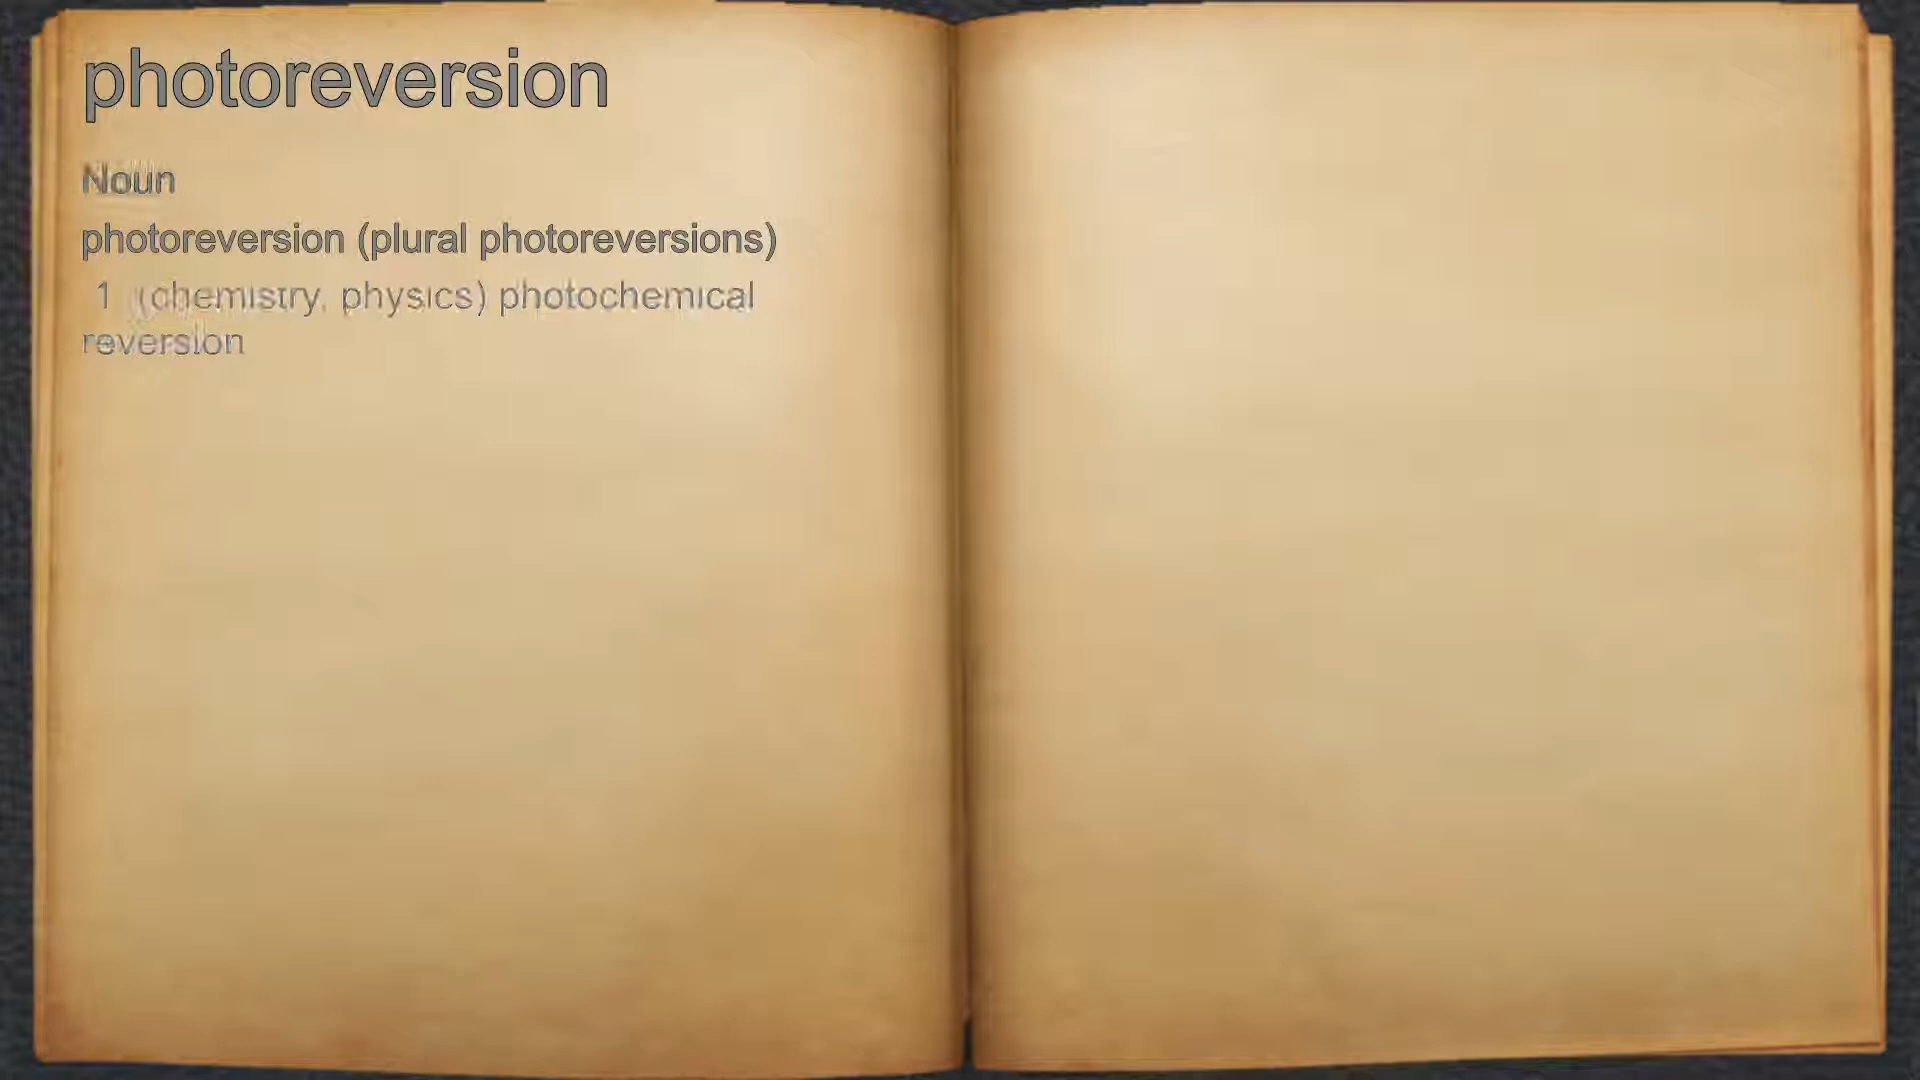 photoreversion
Noun
photoreversion (plural photoreversions)
1 (chemistry, physics) photochemical
reversion